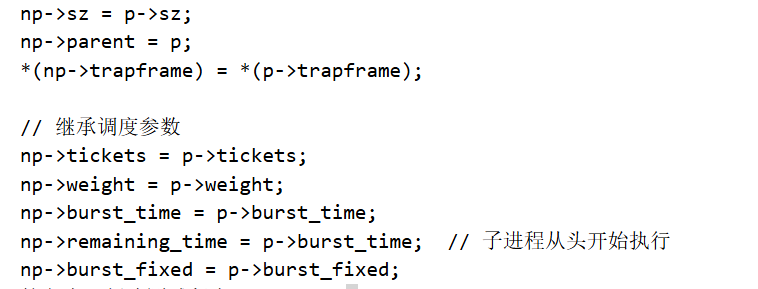 np->sz = p->sz;
np->parent = p;
*(np->trapframe) = *(p->trapframe);
// 继承调度参数
np->tickets = p->tickets;
np->weight = p->weight;
np->burst_time = p->burst_time;
np->remaining_time = p->burst_time;  // 子进程从头开始执行
np->burst_fixed = p->burst_fixed;